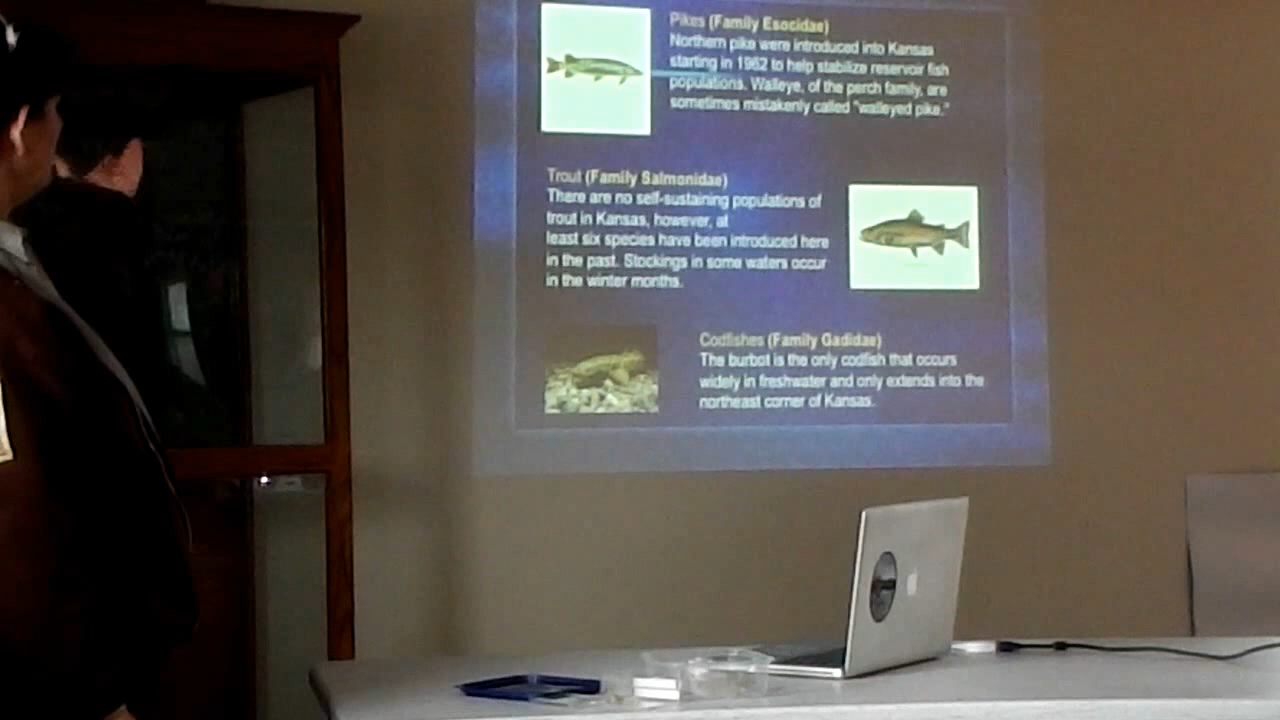 Pikes (Family Esocidae)
Northern pike were introduced into Kansas
starting in 1962 to help stabilize reservoir fish
populations. Walleye, of the perch family, are
sometimes mistakenly called "walleyed pike."
Trout (Family Salmonidae)
There are no self-sustaining populations of
trout in Kansas, however, at
least six species have been introduced here
in the past. Stockings in some waters occur
in the winter months.
Codfishes (Family Gadidae)
The burbot is the only codfish that occurs
widely in freshwater and only extends into the
northeast corner of Kansas.